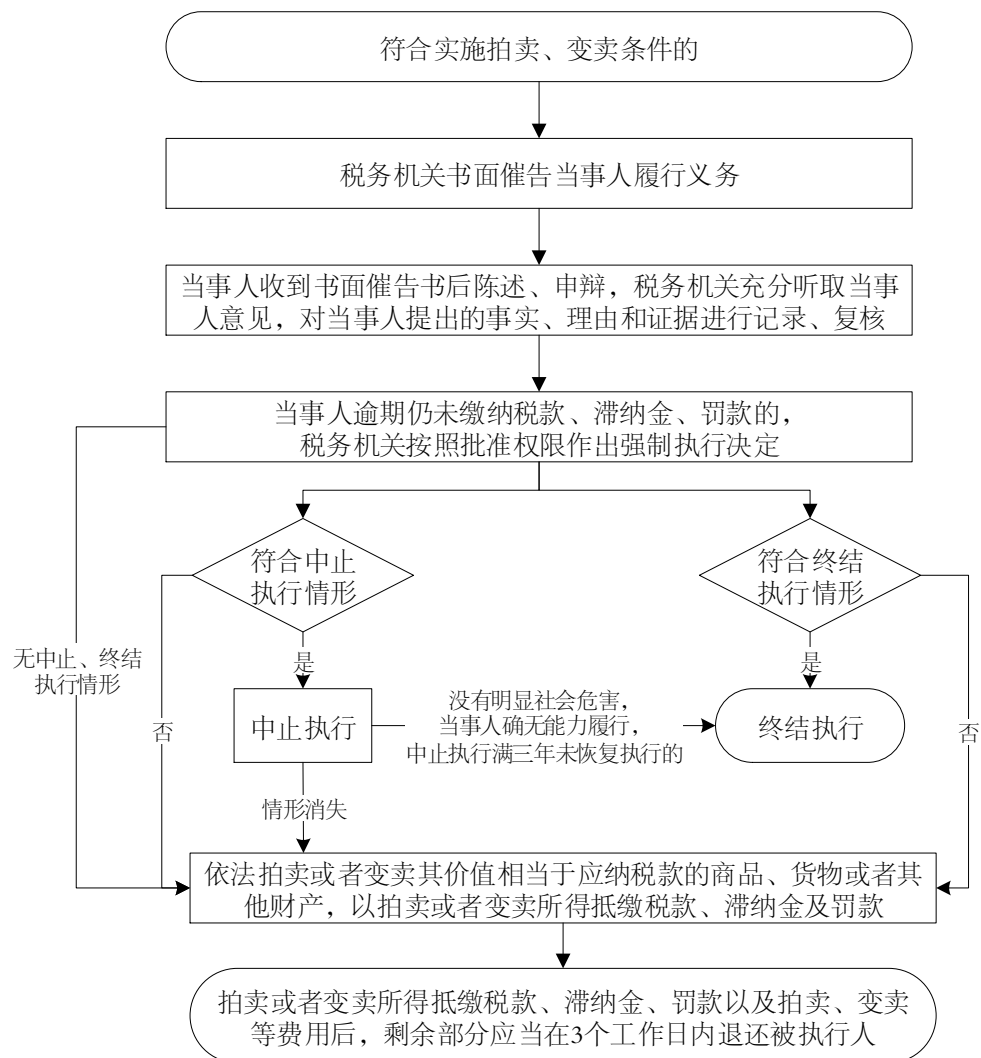 符合实施拍卖、变卖条件的
税务机关书面催告当事人履行义务
当事人收到书面催告书后陈述、申辩，税务机关充分听取当事
人意见，对当事人提出的事实、理由和证据进行记录、复核
当事人逾期仍未缴纳税款、滞纳金、罚款的，
税务机关按照批准权限作出强制执行决定
符合中止
执行情形
符合终结
执行情形
无中止、终结
执行情形
是
是
否
中止执行
没有明显社会危害，
当事人确无能力履行，
中止执行满三年未恢复执行的
终结执行
否
情形消失
依法拍卖或者变卖其价值相当于应纳税款的商品、货物或者其
他财产，以拍卖或者变卖所得抵缴税款、滞纳金及罚款
拍卖或者变卖所得抵缴税款、滞纳金、罚款以及拍卖、变卖
等费用后，剩余部分应当在3个工作日内退还被执行人